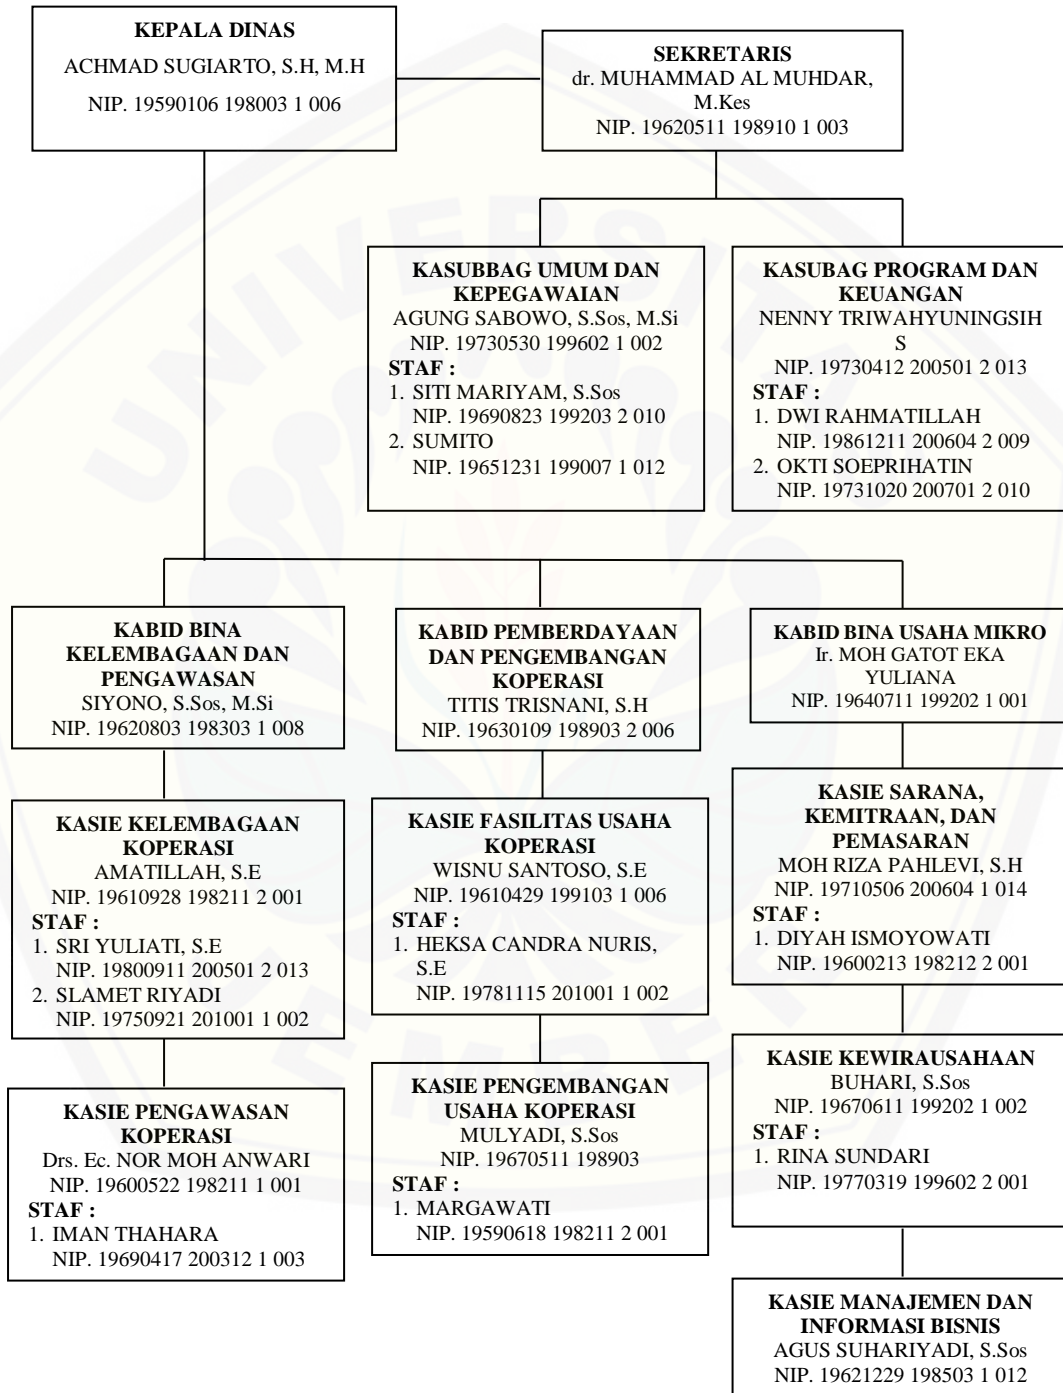 KEPALA DINAS
ACHMAD SUGIARTO, S.H, M.H
NIP. 19590106 198003 1 006
SEKRETARIS
dr. MUHAMMAD AL MUHDAR,
M.Kes
NIP. 19620511 198910 1 003
KASUBBAG UMUM DAN
KEPEGAWAIAN
AGUNG SABOWO, S.Sos, M.Si
NIP. 19730530 199602 1 002
STAF :
1. SITI MARIYAM, S.Sos
NIP. 19690823 199203 2 010
2. SUMITO
NIP. 19651231 199007 1 012
KASUBAG PROGRAM DAN
KEUANGAN
NENNY TRIWAHYUNINGSIH
S
NIP. 19730412 200501 2 013
STAF :
1. DWI RAHMATILLAH
NIP. 19861211 200604 2 009
2. OKTI SOEPRIHATIN
NIP. 19731020 200701 2 010
KABID BINA
KELEMBAGAAN DAN
PENGAWASAN
SIYONO, S.Sos, M.Si
NIP. 19620803 198303 1 008
KABID PEMBERDAYAAN
DAN PENGEMBANGAN
KOPERASI
TITIS TRISNANI, S.H
NIP. 19630109 198903 2 006
KABID BINA USAHA MIKRO
Ir. MOH GATOT EKA
YULIANA
NIP. 19640711 199202 1 001
KASIE KELEMBAGAAN
KOPERASI
AMATILLAH, S.E
NIP. 19610928 198211 2 001
STAF :
1. SRI YULIATI, S.E
NIP. 19800911 200501 2 013
2. SLAMET RIYADI
NIP. 19750921 201001 1 002
KASIE FASILITAS USAHA
KOPERASI
WISNU SANTOSO, S.E
NIP. 19610429 199103 1 006
STAF :
1. HEKSA CANDRA NURIS,
S.E
NIP. 19781115 201001 1 002
KASIE SARANA,
KEMITRAAN, DAN
PEMASARAN
MOH RIZA PAHLEVI, S.H
NIP. 19710506 200604 1 014
STAF :
1. DIYAH ISMOYOWATI
NIP. 19600213 198212 2 001
KASIE PENGAWASAN
KOPERASI
Drs. Ec. NOR MOH ANWARI
NIP. 19600522 198211 1 001
STAF :
1. IMAN THAHARA
NIP. 19690417 200312 1 003
KASIE PENGEMBANGAN
USAHA KOPERASI
MULYADI, S.Sos
NIP. 19670511 198903
STAF :
1. MARGAWATI
NIP. 19590618 198211 2 001
KASIE KEWIRAUSAHAAN
BUHARI, S.Sos
NIP. 19670611 199202 1 002
STAF :
1. RINA SUNDARI
NIP. 19770319 199602 2 001
KASIE MANAJEMEN DAN
INFORMASI BISNIS
AGUS SUHARIYADI, S.Sos
NIP. 19621229 198503 1 012
UNIVERSITAS
JEMBER